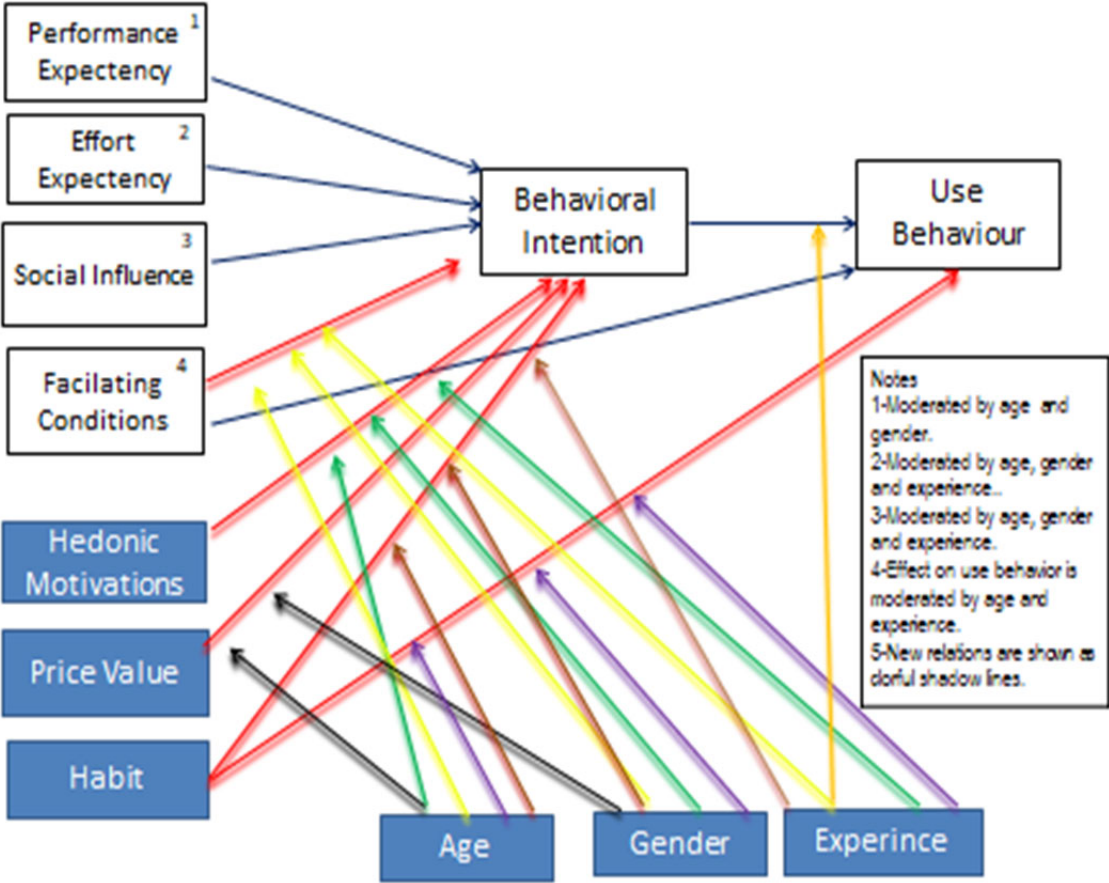 Performance 1
Expectency
Effort 2
Expectency
3
Social Influence
4
Facilating
Conditions
Hedonic
Motivations
Price Value
Habit
Behavioral
Intention
Use
Behaviour
Notes
1-Moderated by age and
gender.
2-Moderated by age, gender
and experience..
3-Moderated by age, gender
and experience.
4-Effect on use behavior is
moderated by age and
experience.
5-New relations are shown as
clorful shadow lines.
Age
Gender
Experince